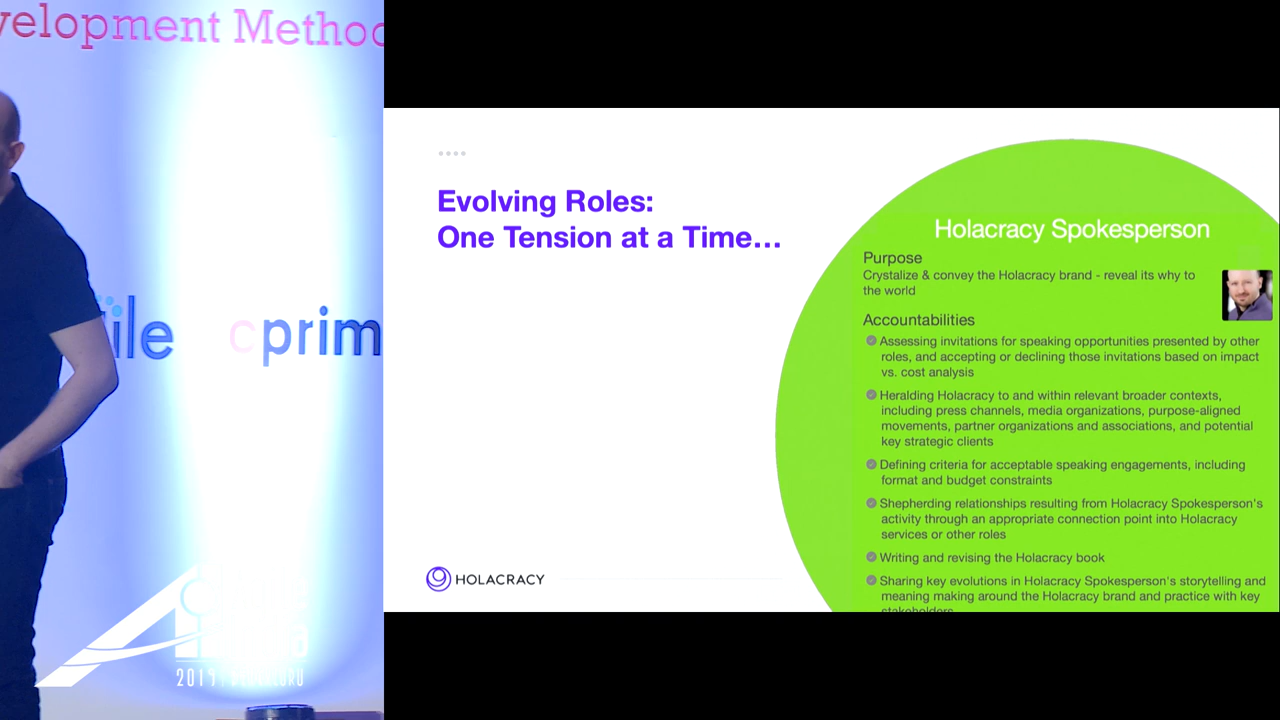 velopment Method
ile
cprim
2019
Evolving Roles:
One Tension at a Time...
HOLACRACY
Holacracy Spokesperson
Purpose
Crystalize & convey the Holacracy brand - reveal its why to
the world
Accountabilities
Assessing invitations for speaking opportunities presented by other
roles, and accepting or declining those invitations based on impact
vs. cost analysis
Heralding Holacracy to and within relevant broader contexts,
including press channels, media organizations, purpose-aligned
movements, partner organizations and associations, and potential
key strategic clients
Defining criteria for acceptable speaking engagements, including
format and budget constraints
Shepherding relationships resulting from Holacracy Spokesperson's
activity through an appropriate connection point into Holacracy
services or other roles
Writing and revising the Holacracy book
Sharing key evolutions in Holacracy Spokesperson's storytelling and
meaning making around the Holacracy brand and practice with key
stakeholders